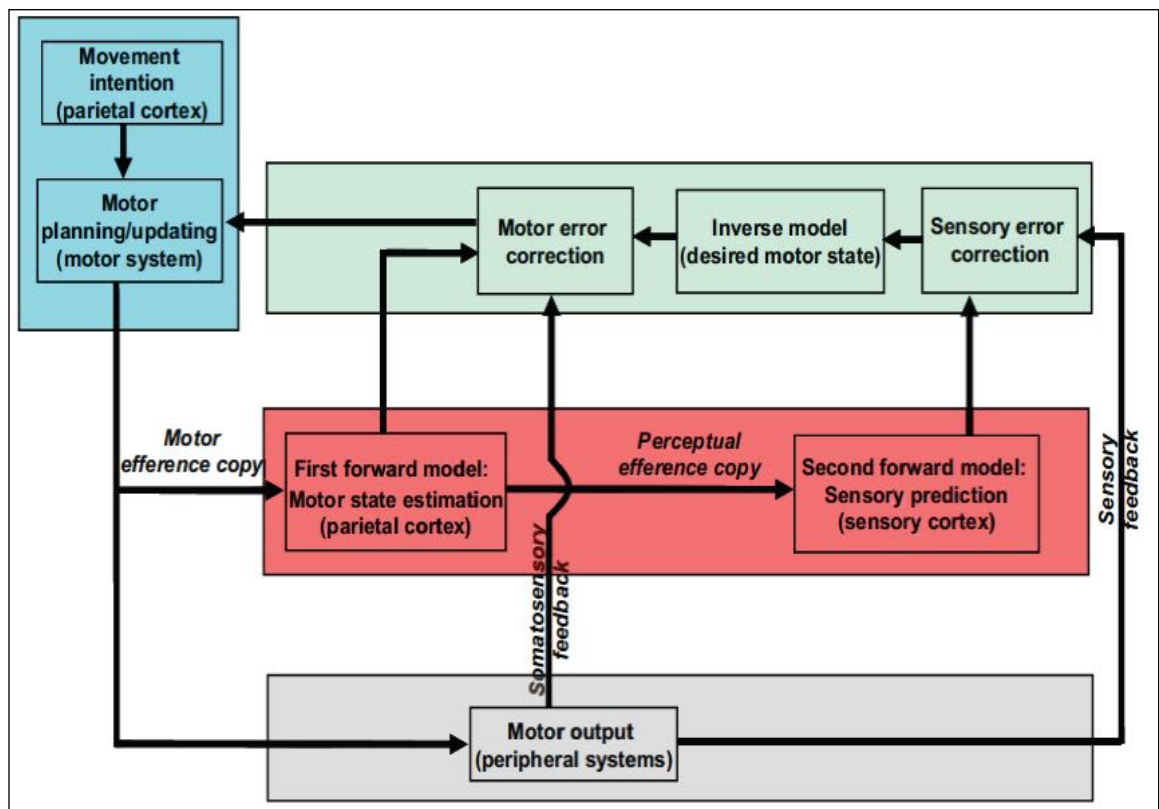 Movement
intention
(parietal cortex)
Motor
planning/updating
(motor system)
Motor error
correction
Inverse model
(desired motor state)
Sensory error
correction
Motor
efference copy
First forward model:
Motor state estimation
(parietal cortex)
Perceptual
efference copy
Second forward model:
Sensory prediction
(sensory cortex)
Sensory
feedback
Somatosensory
feedback
Motor output
(peripheral systems)